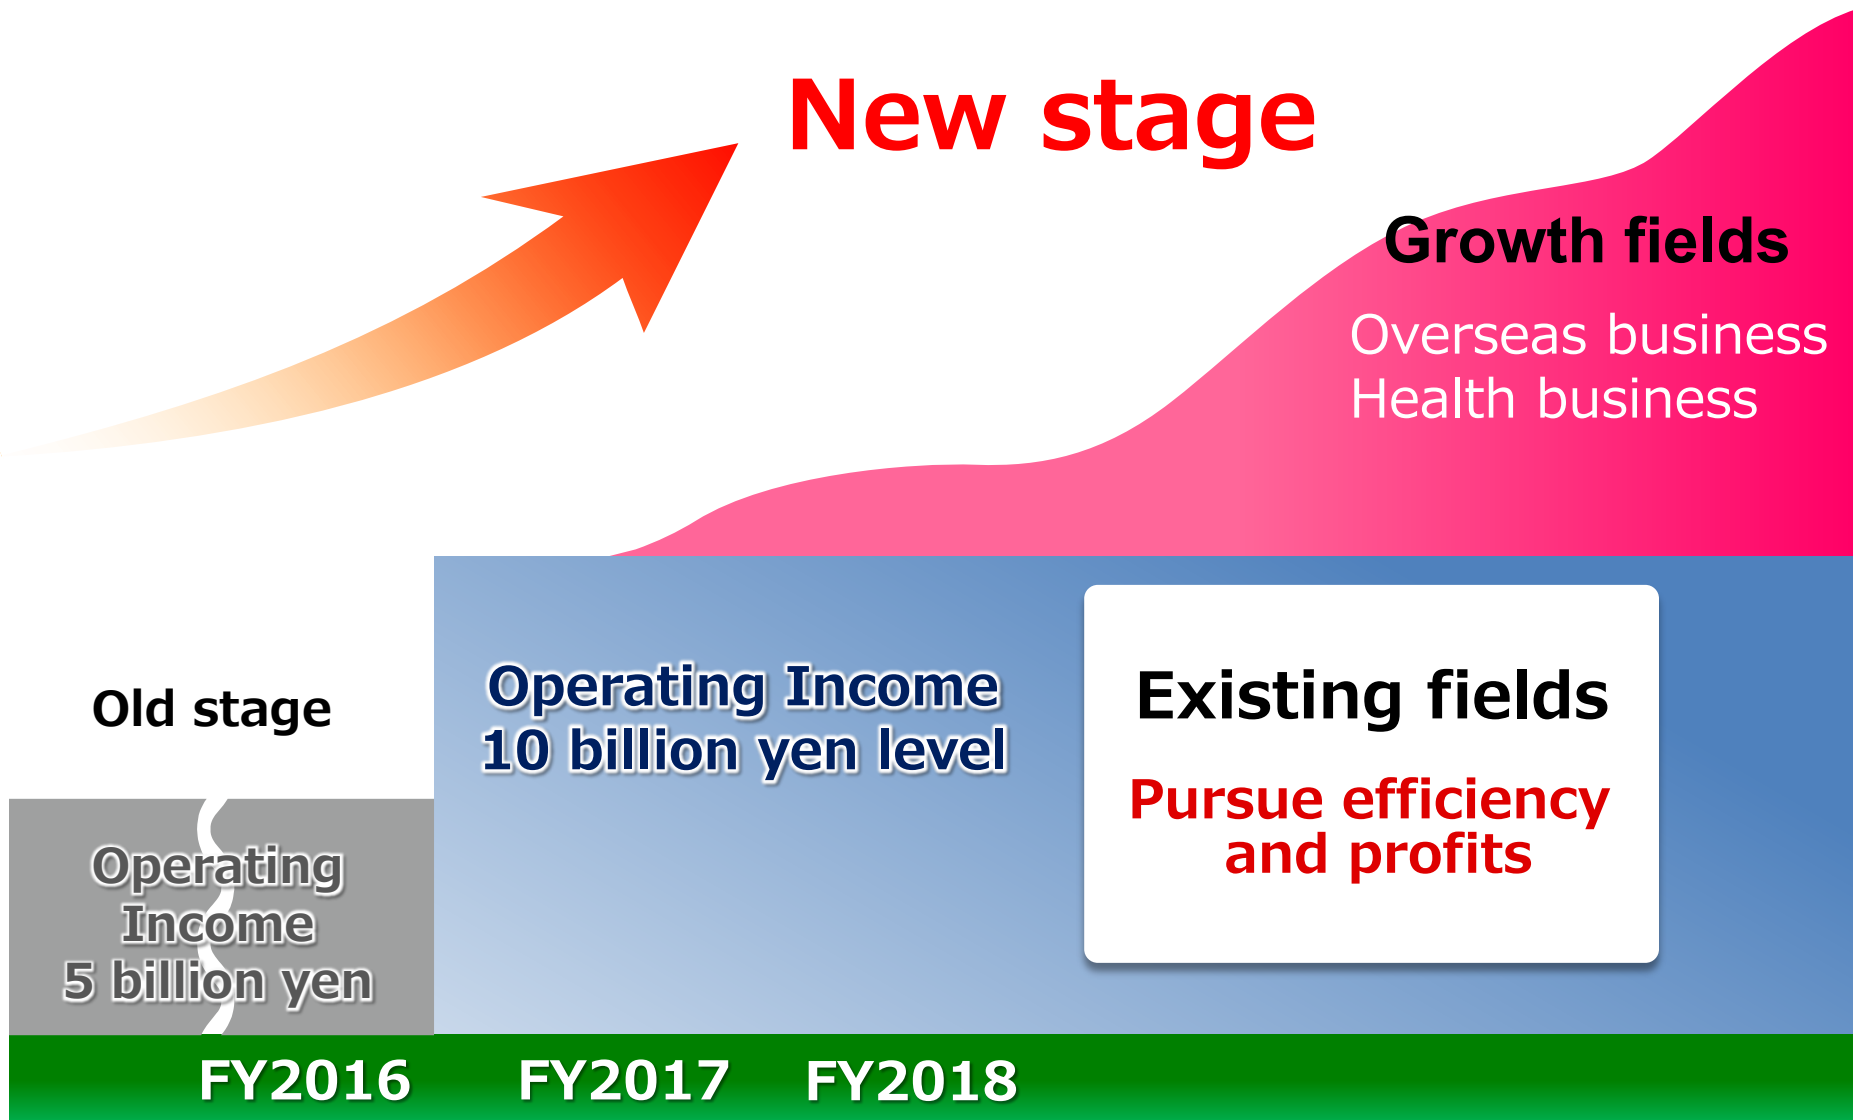 New stage
Growth fields
Overseas business
Health business
Old stage
Operating
Income
5 billion yen
Operating Income
10 billion yen level
Existing fields
Pursue efficiency
and profits
FY2016
FY2017
FY2018